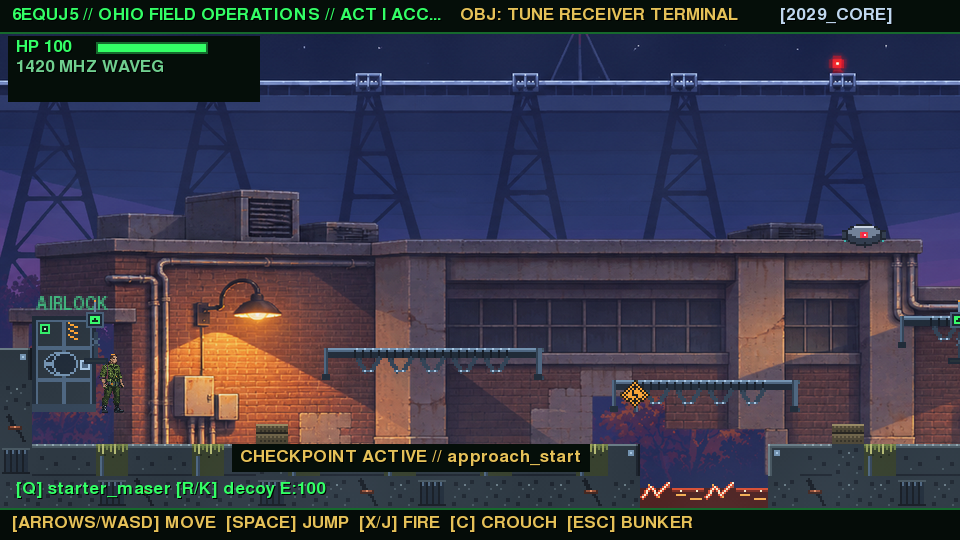 6EQUJ5 // OHIO FIELD OPERATIONS // ACT I ACC... OBJ: TUNE RECEIVER TERMINAL [2029_CORE]
HP 100
1420 MHZ WAVEG
AIRLOCK
CHECKPOINT ACTIVE // approach_start
[Q] starter_maser [R/K] decoy E:100
[ARROWS/WASD] MOVE [SPACE] JUMP [X/J] FIRE [C] CROUCH [ESC] BUNKER